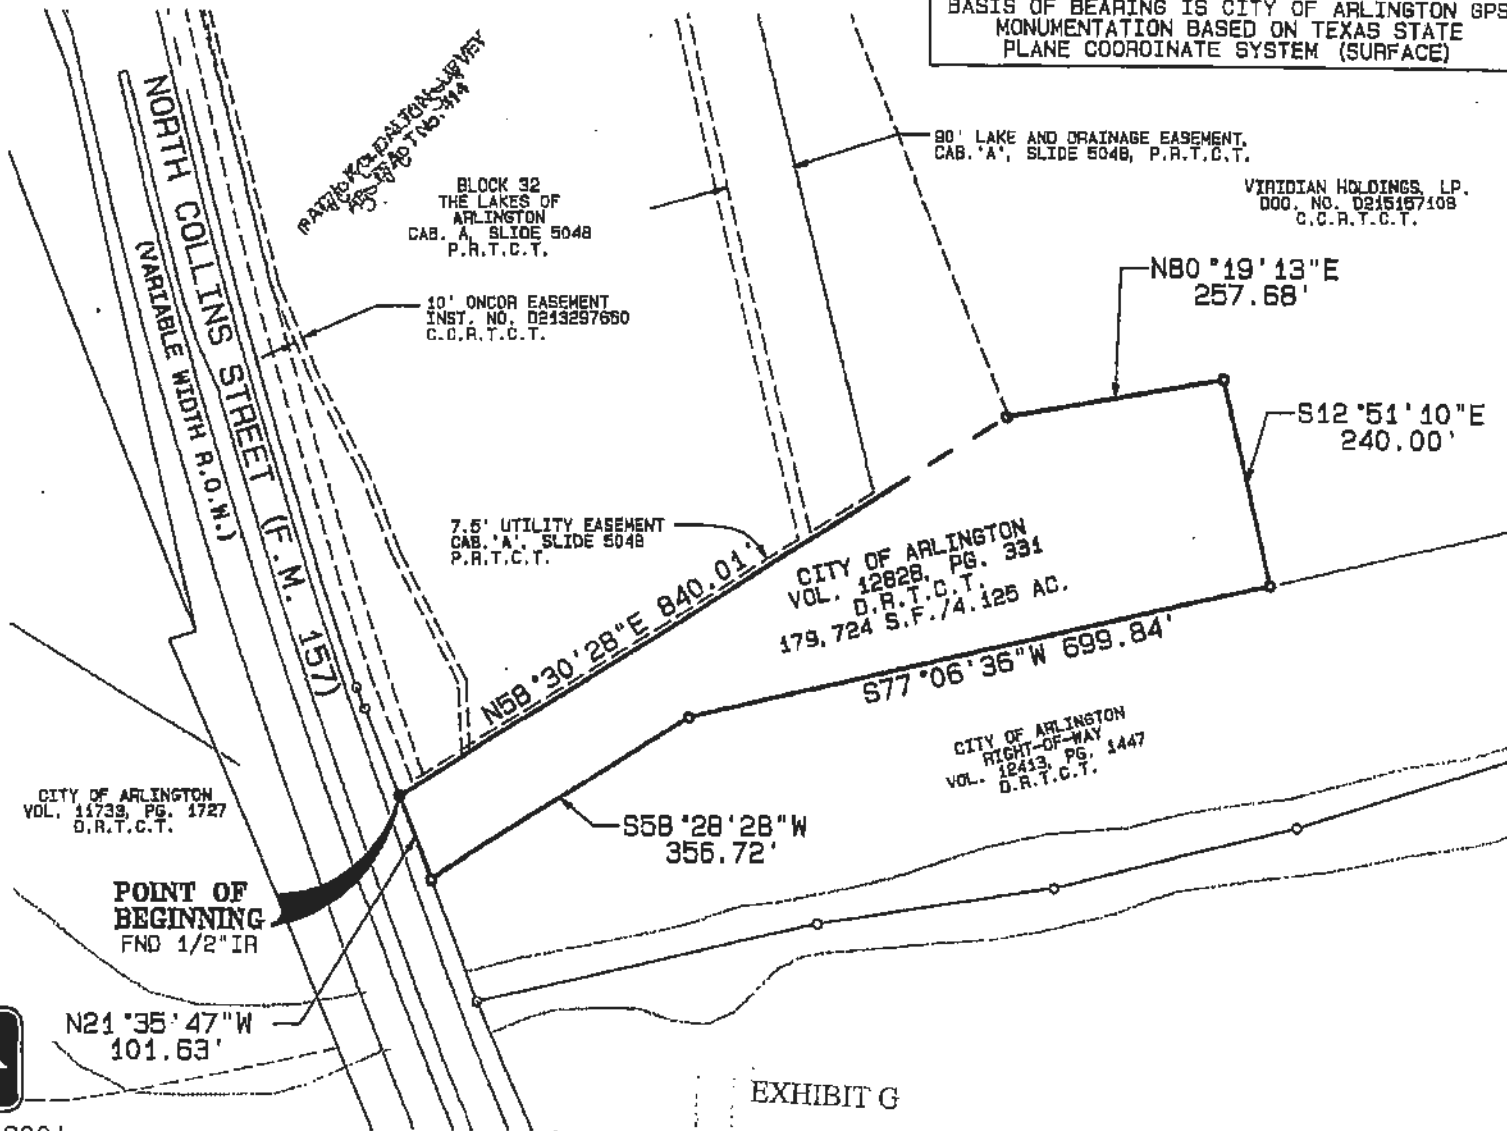 BASIS OF BEARING IS CITY OF ARLINGTON GPS
MONUMENTATION BASED ON TEXAS STATE
PLANE COORDINATE SYSTEM (SURFACE)
NORTH COLLINS STREET (F.M. 157)
(VARIABLE WIDTH R.O.W.)
BLOCK 32
THE LAKES OF
ARLINGTON
CAB. A, SLIDE 5048
P.R.T.C.T.
90' LAKE AND DRAINAGE EASEMENT,
CAB.'A', SLIDE 5048, P.R.T.C.T.
VIRIDIAN HOLDINGS, LP.
DOC. NO. D215157108
C.C.R.T.C.T.
10' ONCOR EASEMENT
INST. NO. D213297660
C.C.R.T.C.T.
N80°19'13"E
257.68'
S12°51'10"E
240.00'
7.5' UTILITY EASEMENT
CAB.'A', SLIDE 5048
P.R.T.C.T.
N58°30'28"E 840.01'
CITY OF ARLINGTON
VOL. 12828, PG. 331
D.R.T.C.T.
179,724 S.F./4.125 AC.
S77°06'36"W 699.84'
CITY OF ARLINGTON
RIGHT-OF-WAY
VOL. 12413, PG. 1447
D.R.T.C.T.
CITY OF ARLINGTON
VOL. 11733, PG. 1727
D.R.T.C.T.
S58°28'28"W
356.72'
POINT OF
BEGINNING
FND 1/2"IR
N21°35'47"W
101.63'
EXHIBIT G